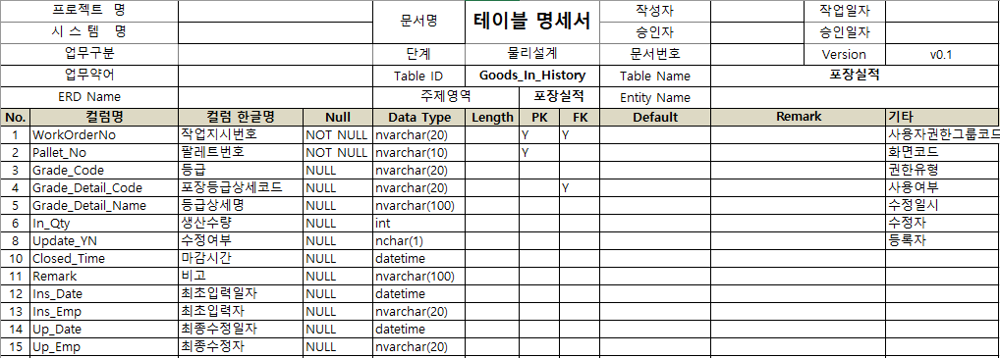 프로젝트 명 문서명 테이블 명세서 작성자 작업일자
시 스 템 명 승인자 승인일자
업무구분 단계 물리설계 문서번호 Version v0.1
업무약어 Table ID Goods_In_History Table Name 포장실적
ERD Name 주제영역 포장실적 Entity Name
No. 컬럼명 컬럼 한글명 Null Data Type Length PK FK Default Remark 기타
1 WorkOrderNo 작업지시번호 NOT NULL nvarchar(20) Y Y 사용자권한그룹코드
2 Pallet_No 팔레트번호 NOT NULL nvarchar(10) Y 화면코드
3 Grade_Code 등급 NULL nvarchar(20) 권한유형
4 Grade_Detail_Code 포장등급상세코드 NULL nvarchar(20) Y 사용여부
5 Grade_Detail_Name 등급상세명 NULL nvarchar(100) 수정일시
6 In_Qty 생산수량 NULL int 수정자
8 Update_YN 수정여부 NULL nchar(1) 등록자
10 Closed_Time 마감시간 NULL datetime
11 Remark 비고 NULL nvarchar(100)
12 Ins_Date 최초입력일자 NULL datetime
13 Ins_Emp 최초입력자 NULL nvarchar(20)
14 Up_Date 최종수정일자 NULL datetime
15 Up_Emp 최종수정자 NULL nvarchar(20)